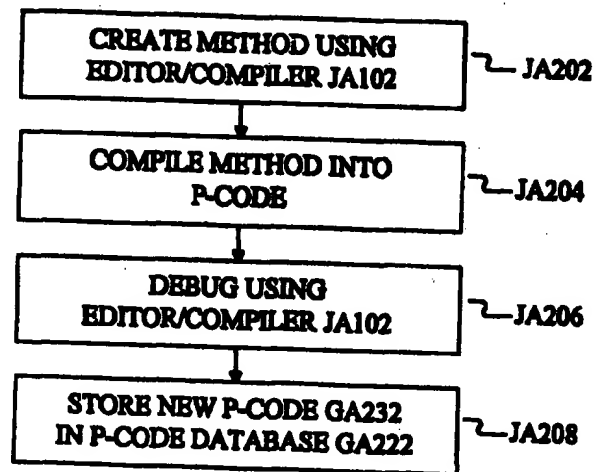 CREATE METHOD USING
EDITOR/COMPILER JA102
JA202
COMPILE METHOD INTO
P-CODE
JA204
DEBUG USING
EDITOR/COMPILER JA102
JA206
STORE NEW P-CODE GA232
IN P-CODE DATABASE GA222
JA208